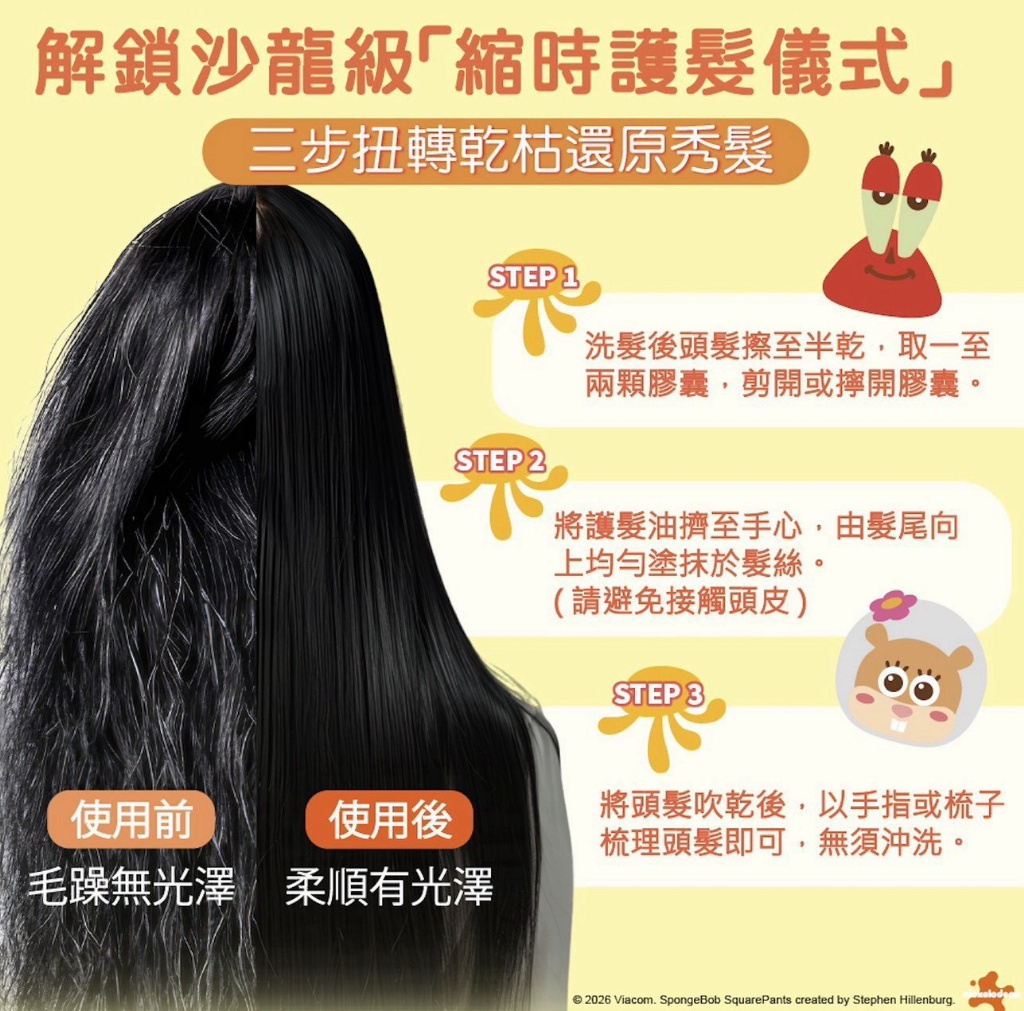 解鎖沙龍級「縮時護髮儀式」
三步扭轉乾枯還原秀髮
STEP 1
洗髮後頭髮擦至半乾，取一至
兩顆膠囊，剪開或擰開膠囊。
STEP 2
將護髮油擠至手心，由髮尾向
上均勻塗抹於髮絲。
(請避免接觸頭皮)
STEP 3
將頭髮吹乾後，以手指或梳子
梳理頭髮即可，無須沖洗。
使用前
毛躁無光澤
使用後
柔順有光澤
© 2026 Viacom. SpongeBob SquarePants created by Stephen Hillenburg.
nickelodeon